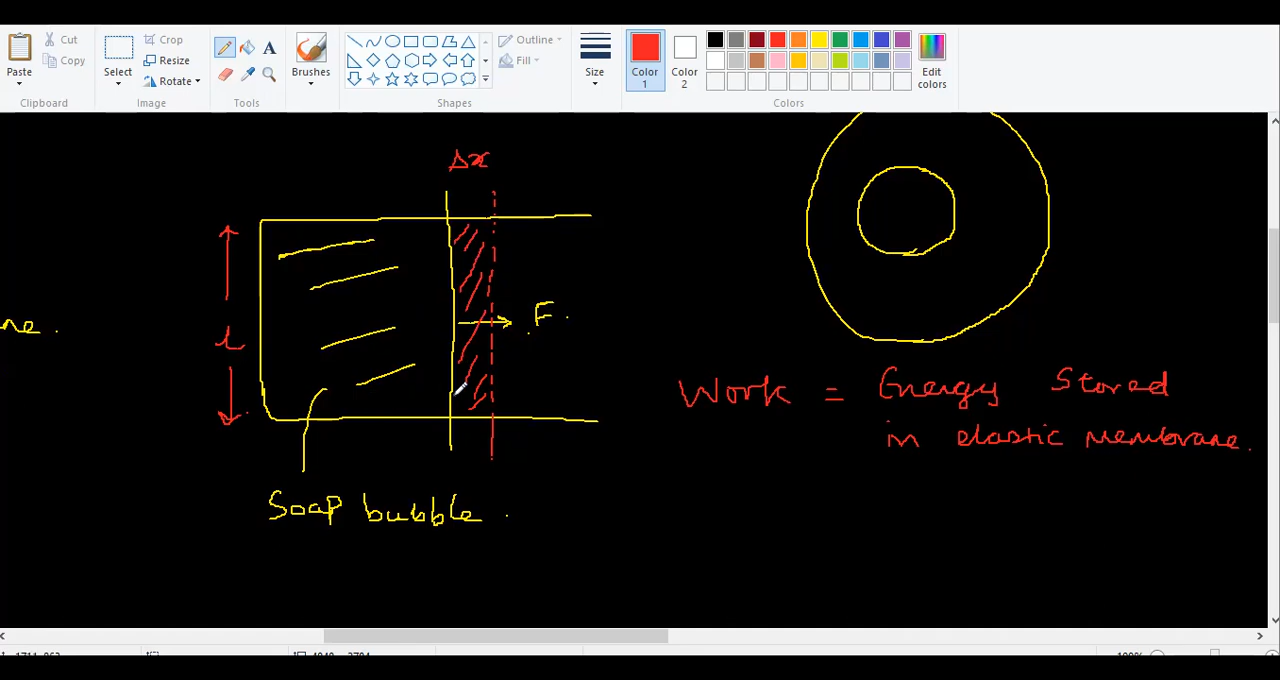 Paste
Cut
Copy
Clipboard
Select
Crop
Resize
Rotate
Image
A
Tools
Brushes
Outline
Fill
Shapes
Size
Color
1
Color
2
Edit
colors
Colors
Δx
l
F.
ne.
Soap bubble.
Work = Energy Stored
in elastic membrane.